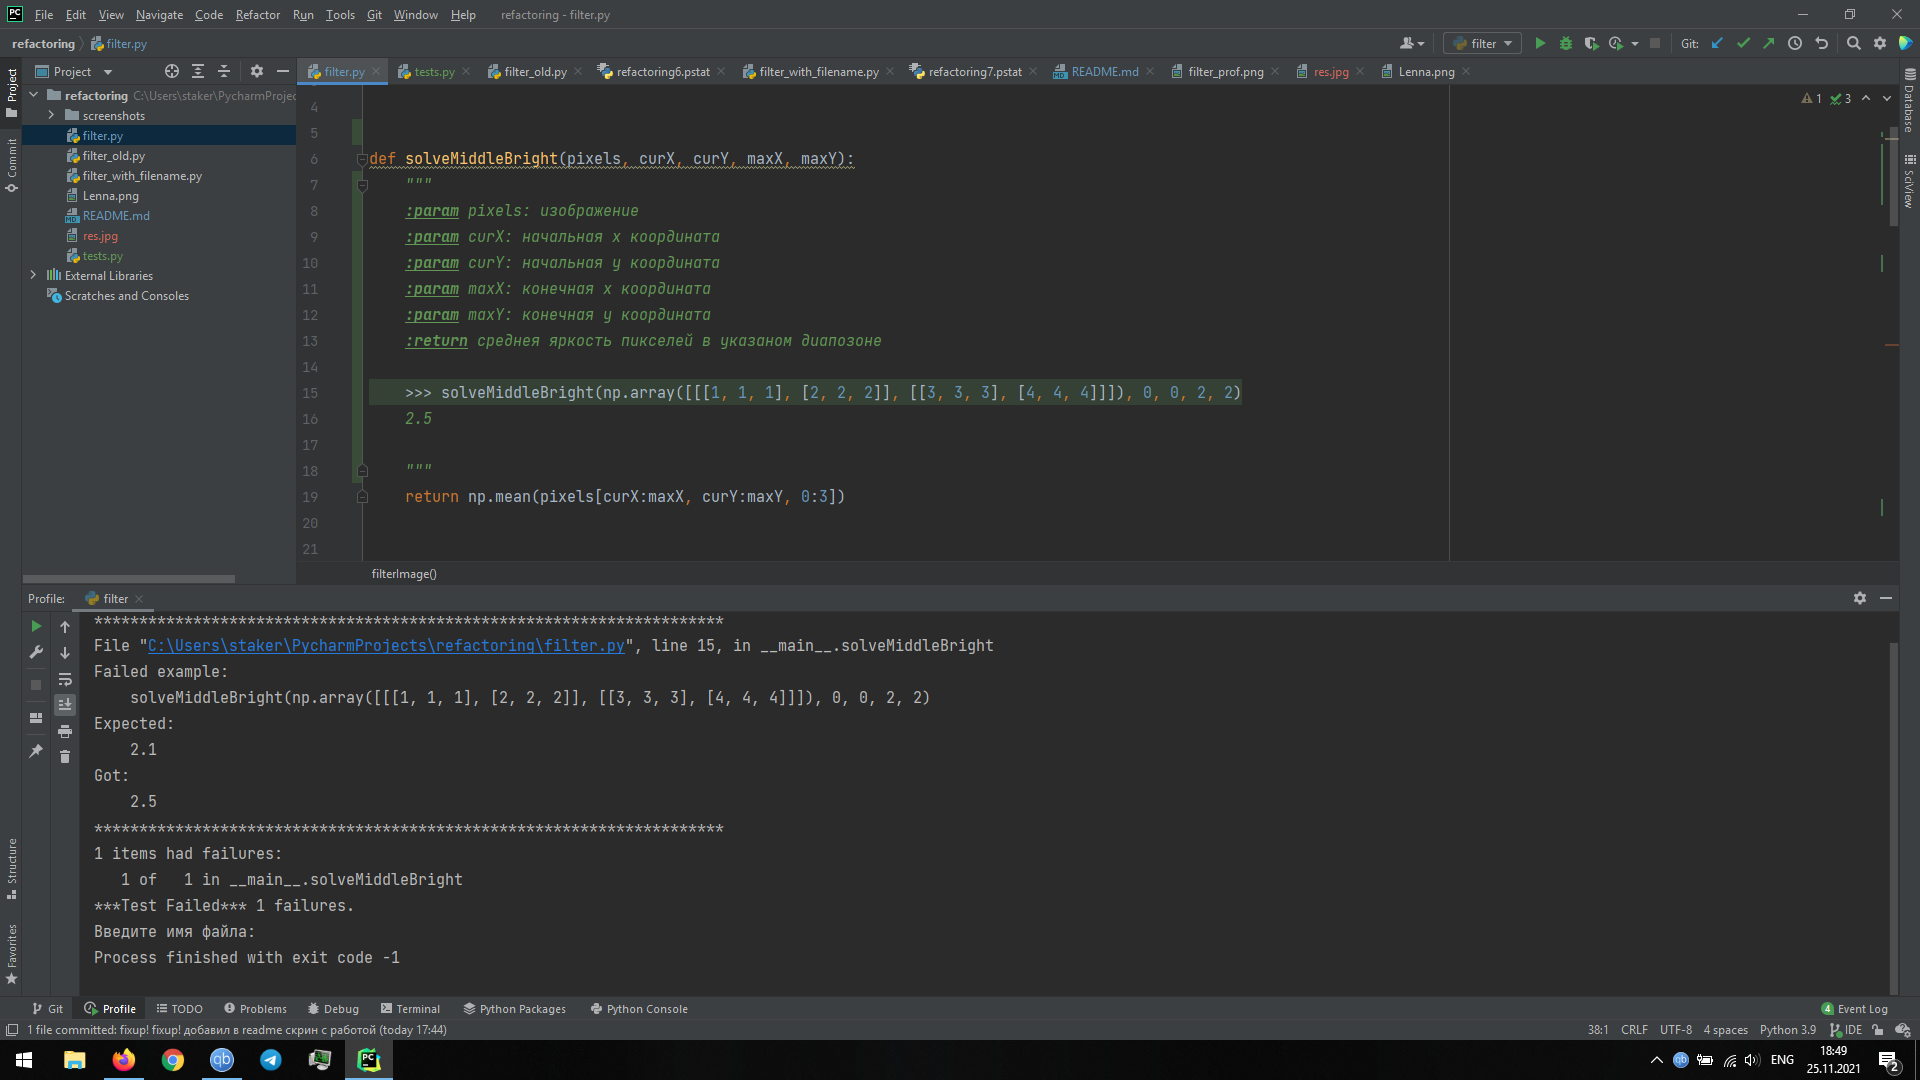 PC File Edit View Navigate Code Refactor Run Tools Git Window Help refactoring - filter.py
refactoring filter.py filter Git:
Project filter.py tests.py filter_old.py refactoring6.pstat filter_with_filename.py refactoring7.pstat README.md filter_prof.png res.jpg Lenna.png
Project
Commit
Structure
Favorites
Database
SciView
refactoring C:\Users\staker\PycharmProjec
screenshots
filter.py
filter_old.py
filter_with_filename.py
Lenna.png
README.md
res.jpg
tests.py
External Libraries
Scratches and Consoles
1 3
4
5
6 def solveMiddleBright(pixels, curX, curY, maxX, maxY):
7 """
8 :param pixels: изображение
9 :param curX: начальная x координата
10 :param curY: начальная y координата
11 :param maxX: конечная x координата
12 :param maxY: конечная y координата
13 :return среднея яркость пикселей в указаном диапозоне
14
15 >>> solveMiddleBright(np.array([[[1, 1, 1], [2, 2, 2]], [[3, 3, 3], [4, 4, 4]]]), 0, 0, 2, 2)
16 2.5
17
18 """
19 return np.mean(pixels[curX:maxX, curY:maxY, 0:3])
20
21
filterImage()
Profile: filter
**********************************************************************
File "C:\Users\staker\PycharmProjects\refactoring\filter.py", line 15, in __main__.solveMiddleBright
Failed example:
solveMiddleBright(np.array([[[1, 1, 1], [2, 2, 2]], [[3, 3, 3], [4, 4, 4]]]), 0, 0, 2, 2)
Expected:
2.1
Got:
2.5
**********************************************************************
1 items had failures:
1 of   1 in __main__.solveMiddleBright
***Test Failed*** 1 failures.
Введите имя файла:
Process finished with exit code -1
Git Profile TODO Problems Debug Terminal Python Packages Python Console 4 Event Log
1 file committed: fixup! fixup! добавил в readme скрин с работой (today 17:44) 38:1 CRLF UTF-8 4 spaces Python 3.9 IDE
qb PC qb ENG 18:49
25.11.2021
2